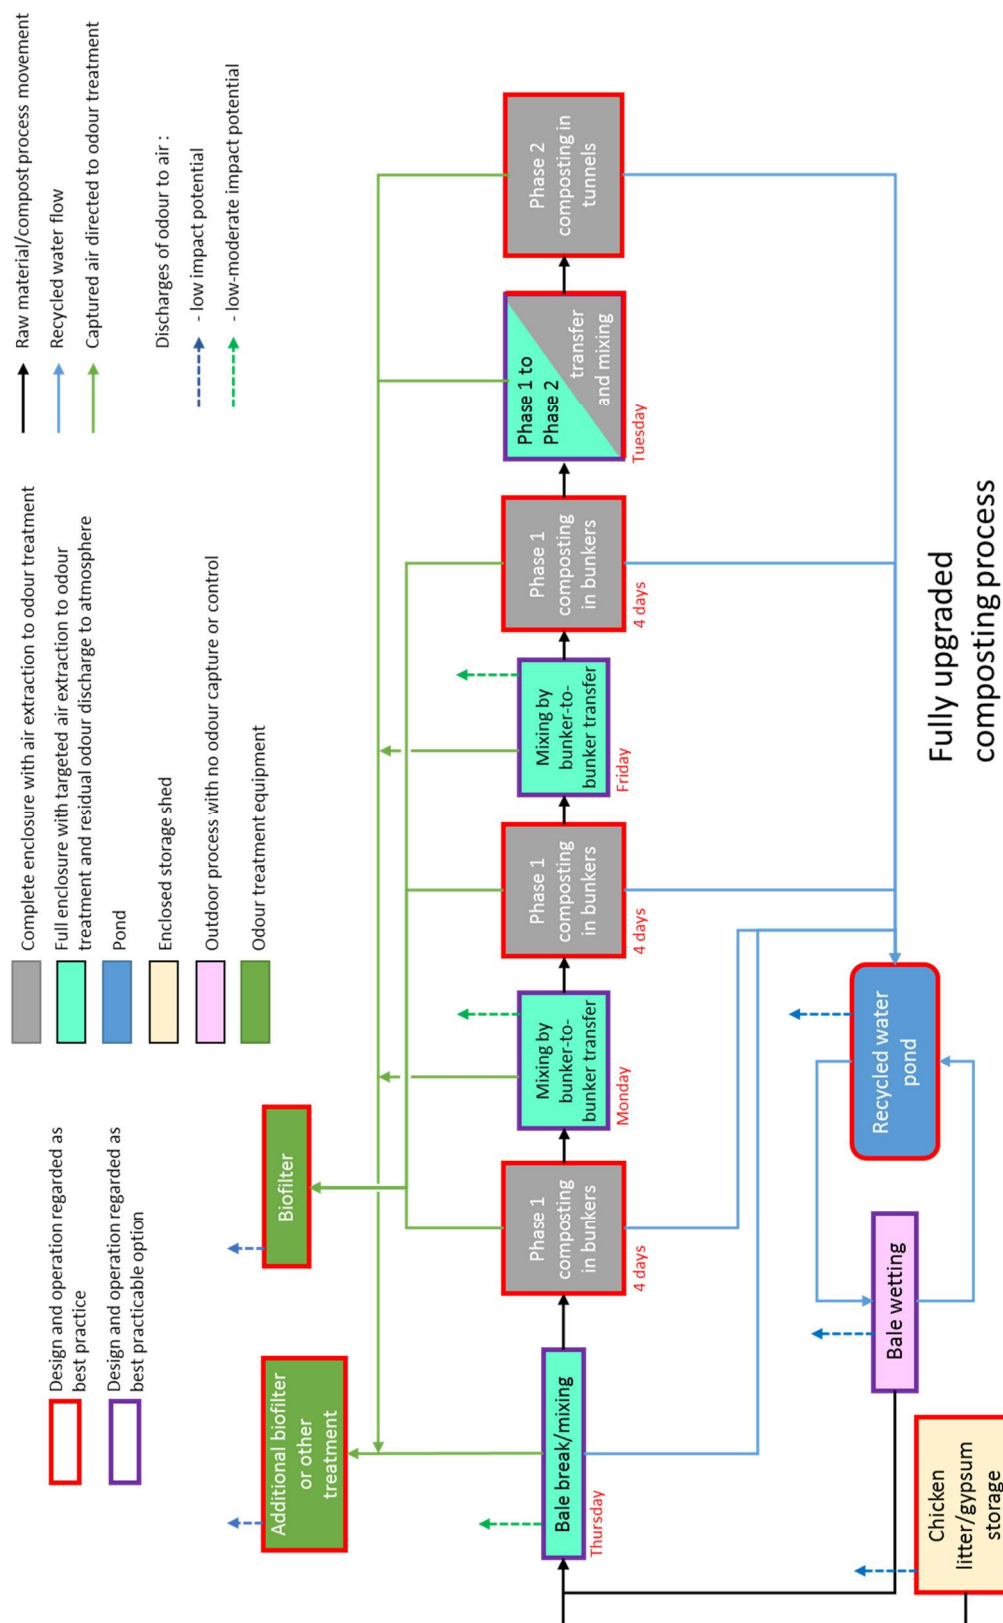 Design and operation regarded as
best practice
Design and operation regarded as
best practicable option
Complete enclosure with air extraction to odour treatment
Full enclosure with targeted air extraction to odour
treatment and residual odour discharge to atmosphere
Pond
Enclosed storage shed
Outdoor process with no odour capture or control
Odour treatment equipment
Raw material/compost process movement
Recycled water flow
Captured air directed to odour treatment
Discharges of odour to air :
- low impact potential
- low-moderate impact potential
Additional biofilter
or other
treatment
Biofilter
Bale break/mixing
Thursday
Phase 1
composting
in bunkers
4 days
Mixing by
bunker-to-
bunker transfer
Monday
Phase 1
composting
in bunkers
4 days
Mixing by
bunker-to-
bunker transfer
Friday
Phase 1
composting
in bunkers
4 days
Phase 1 to
Phase 2
transfer
and mixing
Tuesday
Phase 2
composting in
tunnels
Chicken
litter/gypsum
storage
Bale wetting
Recycled water
pond
Fully upgraded
composting process